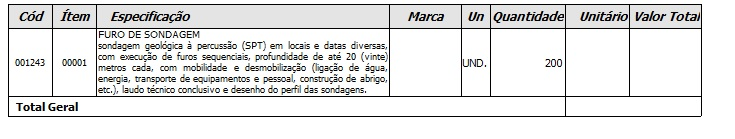 Cód Ítem Especificação Marca Un Quantidade Unitário Valor Total
FURO DE SONDAGEM
sondagem geológica à percussão (SPT) em locais e datas diversas,
com execução de furos sequenciais, profundidade de até 20 (vinte)
001243 00001 metros cada, com mobilidade e desmobilização (ligação de água, UND. 200
energia, transporte de equipamentos e pessoal, construção de abrigo,
etc.), laudo técnico conclusivo e desenho do perfil das sondagens.
Total Geral